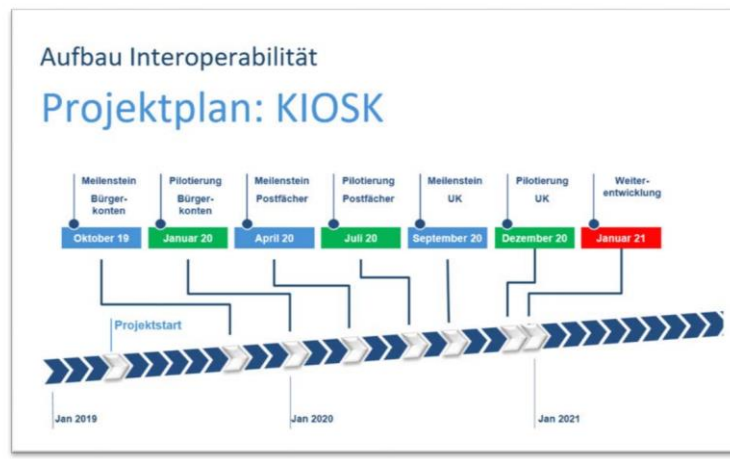 Aufbau Interoperabilität
Projektplan: KIOSK
Meilenstein
Bürger-
konten
Oktober 19
Pilotierung
Bürger-
konten
Januar 20
Meilenstein
Postfächer
April 20
Pilotierung
Postfächer
Juli 20
Meilenstein
UK
September 20
Pilotierung
UK
Dezember 20
Weiter-
entwicklung
Januar 21
Projektstart
Jan 2019
Jan 2020
Jan 2021